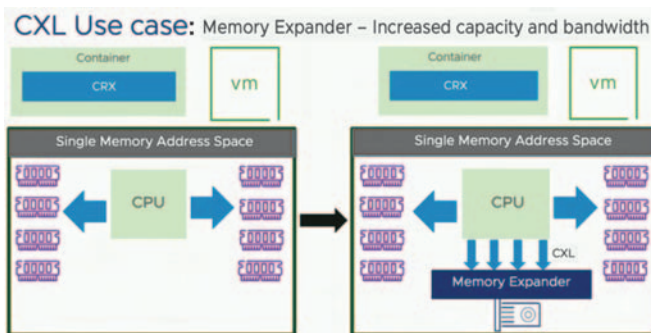 CXL Use case: Memory Expander – Increased capacity and bandwidth
Container
CRX
vm
Single Memory Address Space
CPU
Container
CRX
vm
Single Memory Address Space
CPU
CXL
Memory Expander